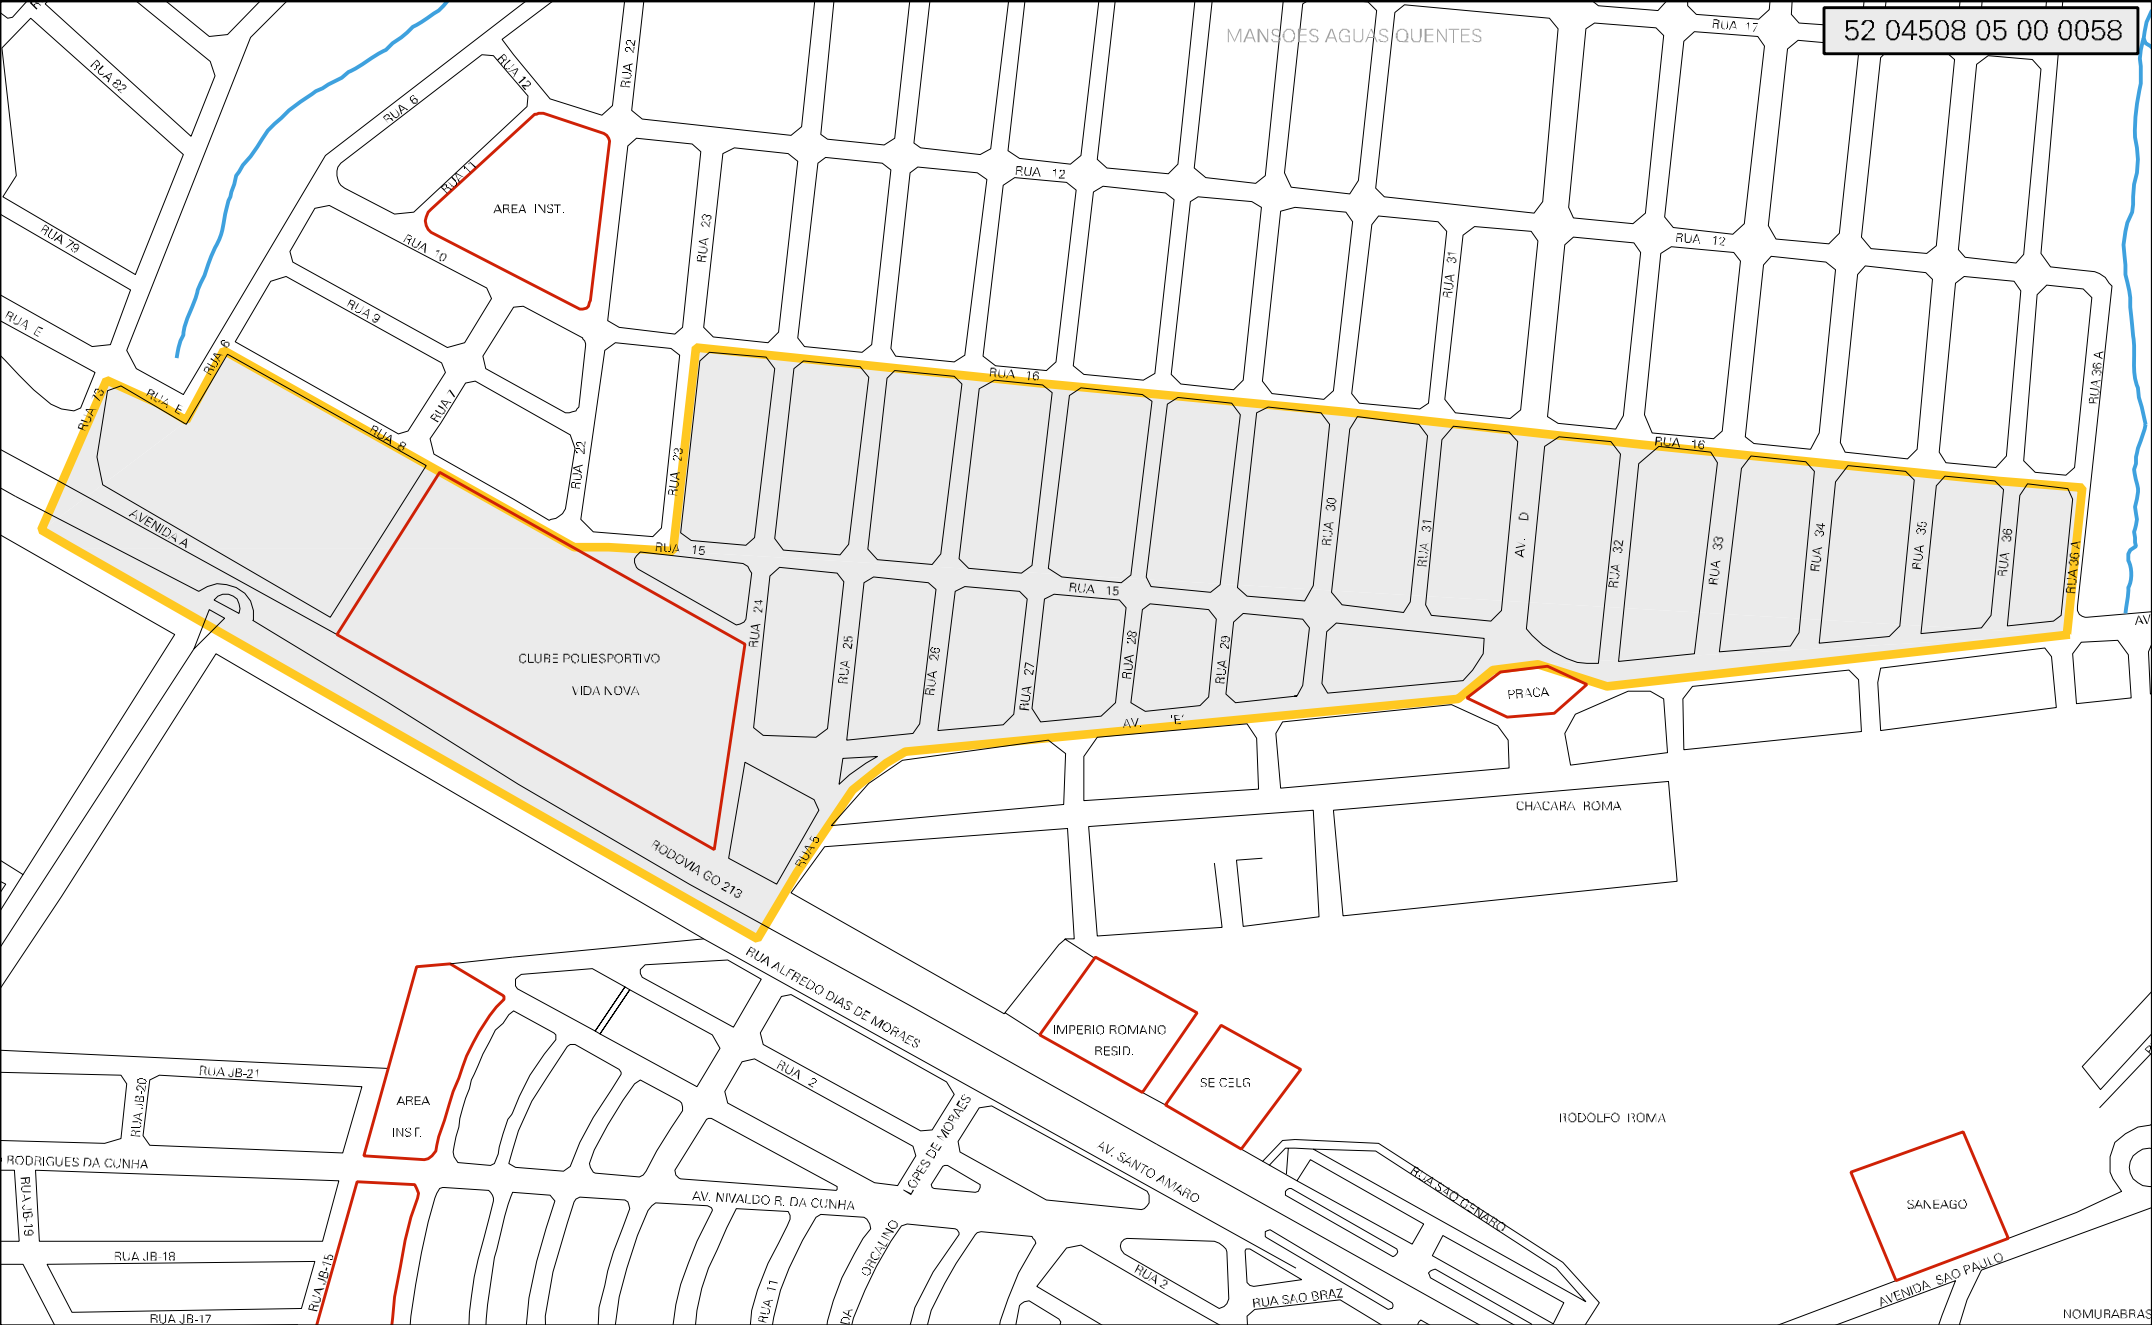 52 04508 05 00 0058
MANSOES AGUAS QUENTES
RUA 17
RUA 22
RUA 12
RUA 82
RUA 6
RUA 11
AREA INST.
RUA 12
RUA 23
RUA 10
RUA 79
RUA 12
RUA 31
RUA 9
RUA E
RUA 6
RUA 16
RUA 36 A
RUA 13
RUA E
RUA 7
RUA 8
RUA 22
RUA 23
RUA 16
AVENIDA A
RUA 15
RUA 30
RUA 31
AV. D
RUA 32
RUA 33
RUA 34
RUA 35
RUA 36
RUA 36 A
RUA 15
RUA 24
RUA 25
RUA 26
RUA 27
RUA 28
RUA 29
AV
CLUBE POLIESPORTIVO
VIDA NOVA
PRACA
AV. 'E'
CHACARA ROMA
RUA 5
RODOVIA GO 213
RUA ALFREDO DIAS DE MORAES
IMPERIO ROMANO
RESID.
SE CELG
RUA 2
AREA
INST.
RUA JB-21
RUA JB-20
RODRIGUES DA CUNHA
RUA JB-19
RUA JB-18
RUA JB-17
RUA JB-15
LOPES DE MORAES
AV. NIVALDO R. DA CUNHA
AV. SANTO AMARO
RUA SAO GENARO
RODOLFO ROMA
SANEAGO
AVENIDA SAO PAULO
ORCALINO
DA
RUA 11
RUA 2
RUA SAO BRAZ
NOMURABRAS